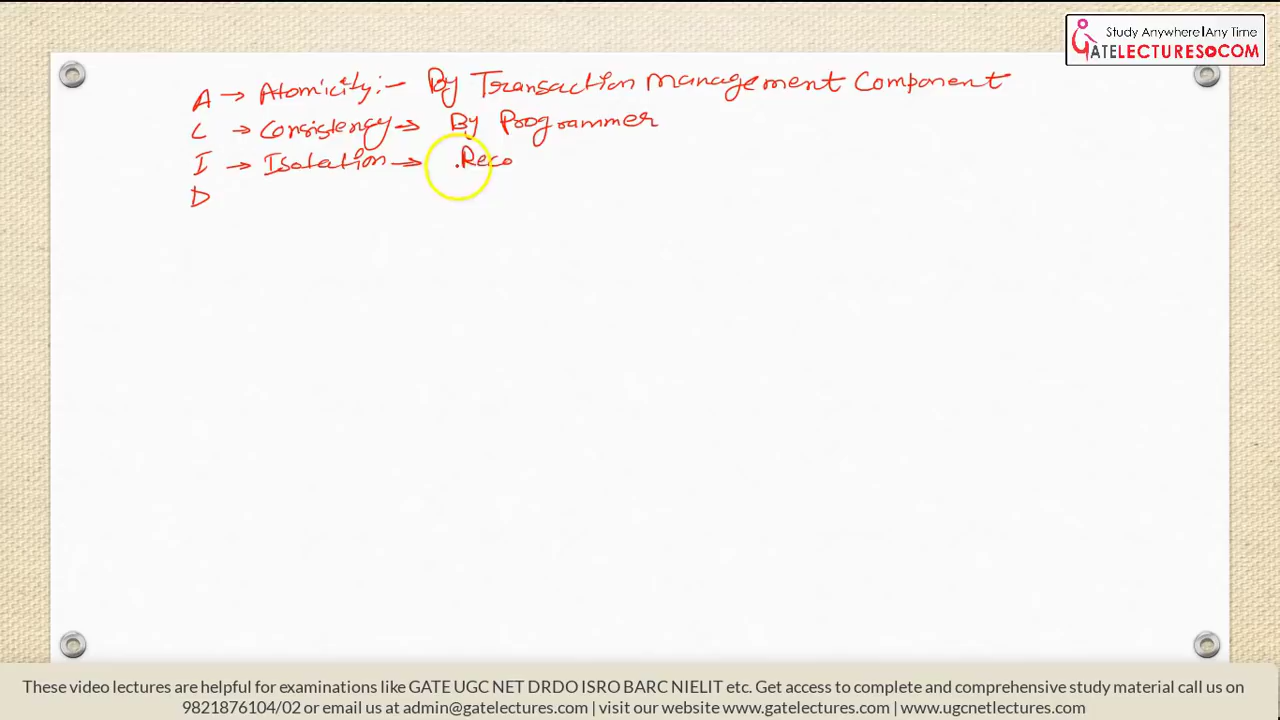 Study Anywhere|Any Time
GATELECTURES.COM
A → Atomicity:- By Transaction Management Component
C → Consistency → By Programmer
I → Isolation → .Reco
D
These video lectures are helpful for examinations like GATE UGC NET DRDO ISRO BARC NIELIT etc. Get access to complete and comprehensive study material call us on
9821876104/02 or email us at admin@gatelectures.com | visit our website www.gatelectures.com | www.ugcnetlectures.com